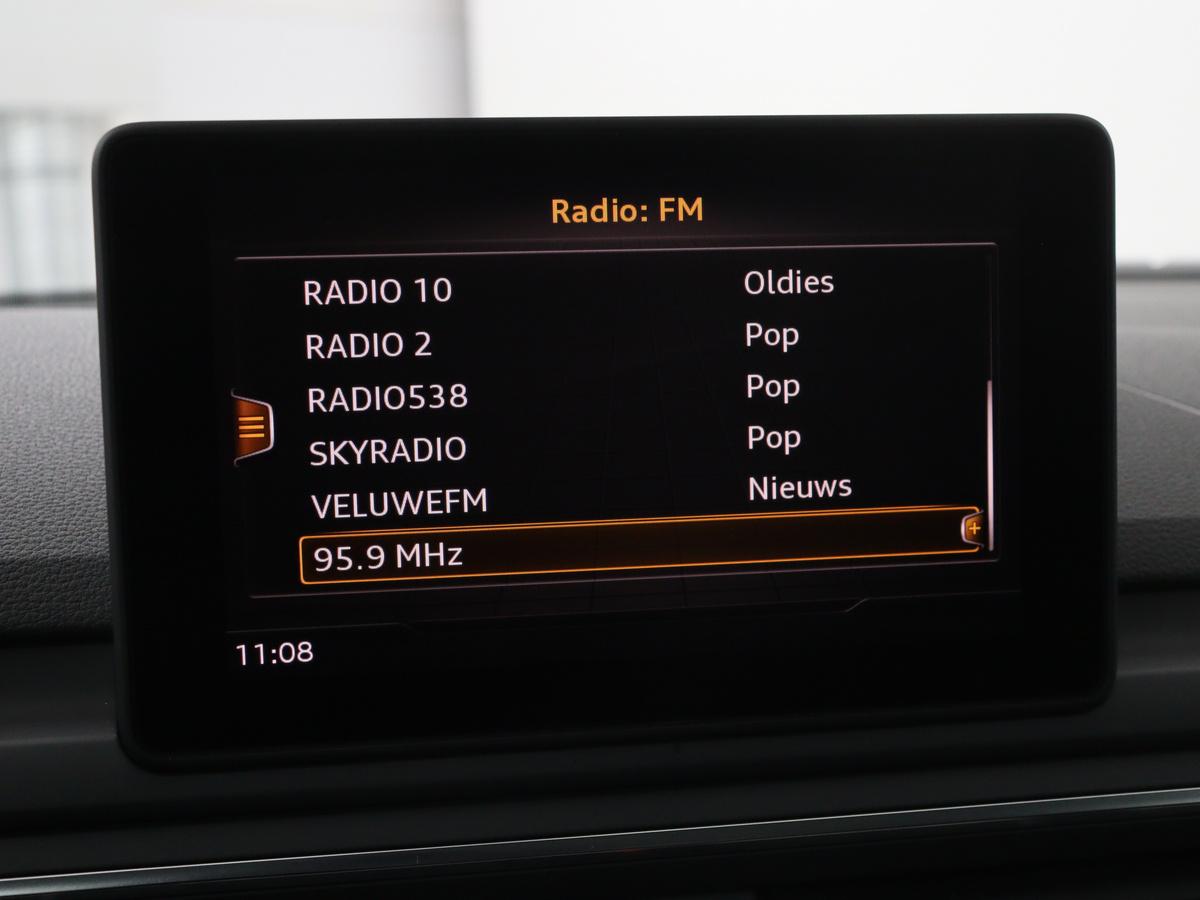 Radio: FM
RADIO 10 Oldies
RADIO 2 Pop
RADIO538 Pop
SKYRADIO Pop
VELUWEFM Nieuws
95.9 MHz +
11:08